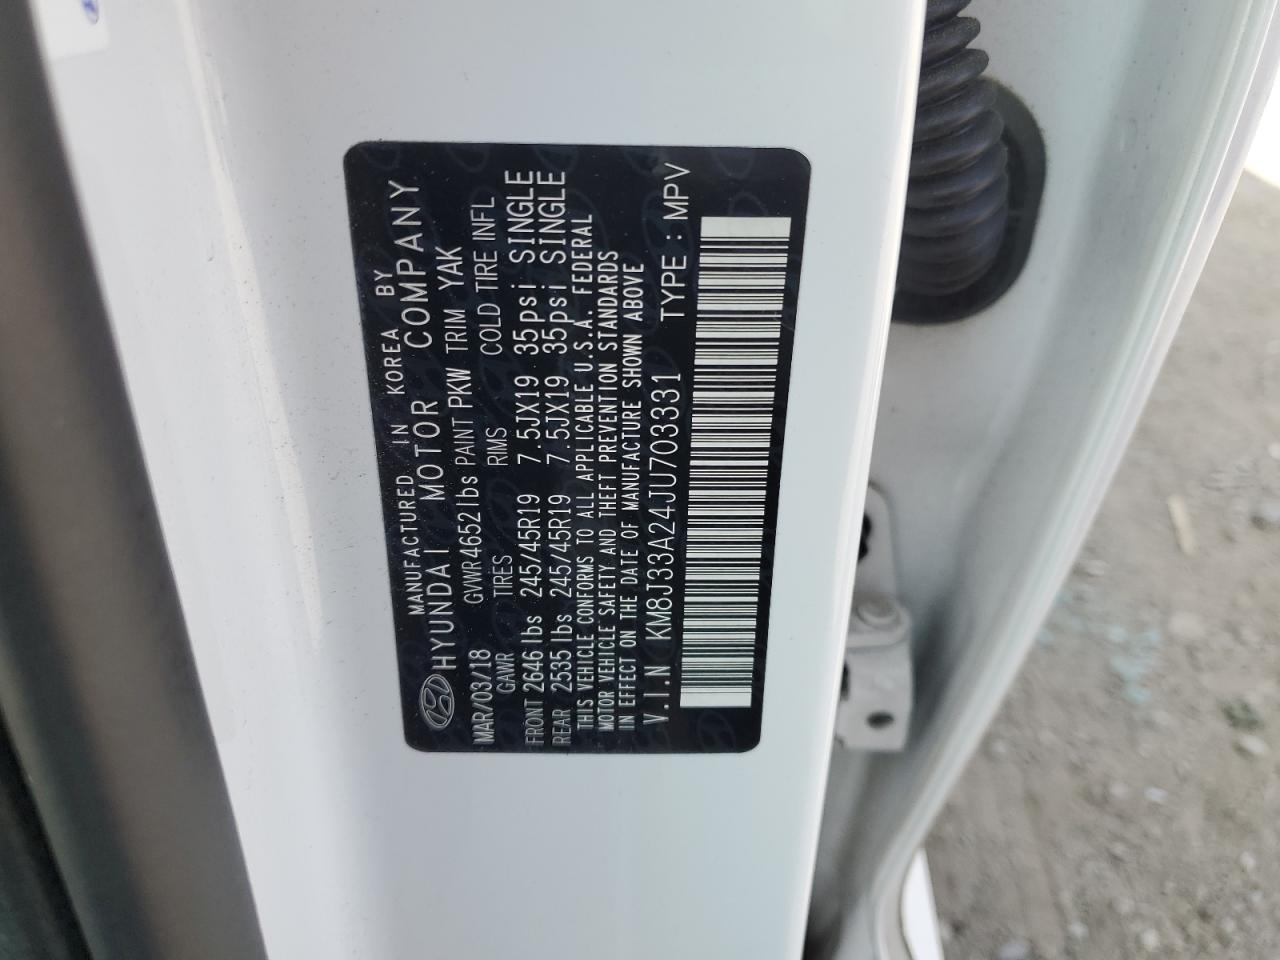 MANUFACTURED IN KOREA BY
HYUNDAI MOTOR COMPANY
MAR/03/18 GVWR 4652 lbs PAINT PKW TRIM YAK
GAWR TIRES RIMS COLD TIRE INFL
FRONT 2646 lbs 245/45R19 7.5JX19 35psi SINGLE
REAR 2535 lbs 245/45R19 7.5JX19 35psi SINGLE
THIS VEHICLE CONFORMS TO ALL APPLICABLE U.S.A. FEDERAL
MOTOR VEHICLE SAFETY AND THEFT PREVENTION STANDARDS
IN EFFECT ON THE DATE OF MANUFACTURE SHOWN ABOVE
V.I.N KM8J33A24JU703331 TYPE : MPV